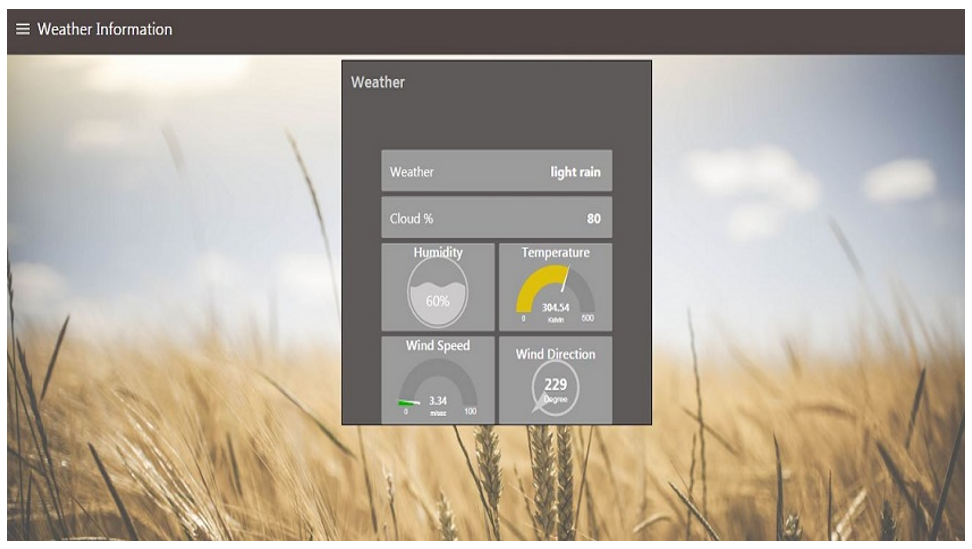 Weather Information
Weather
Weather light rain
Cloud % 80
Humidity
60%
Temperature
304.54
0 Kelvin 500
Wind Speed
3.34
0 m/sec 100
Wind Direction
229
Degree